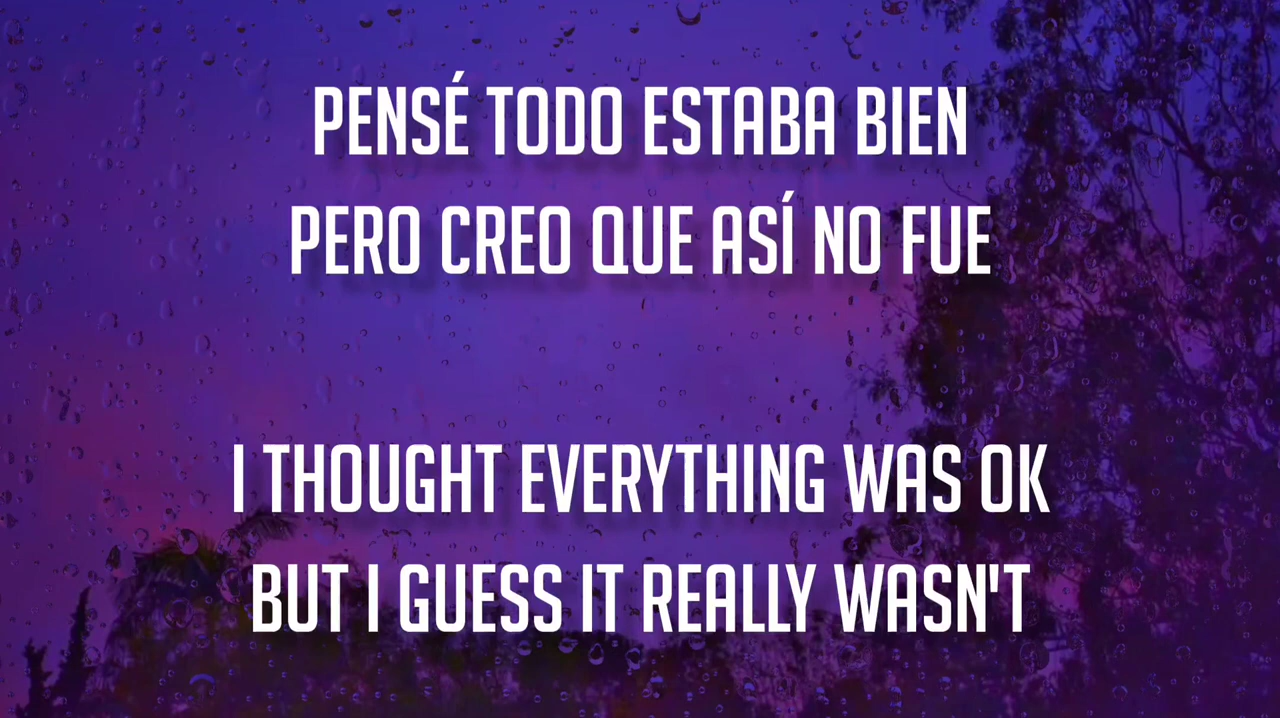 PENSÉ TODO ESTABA BIEN
PERO CREO QUE ASÍ NO FUE
I THOUGHT EVERYTHING WAS OK
BUT I GUESS IT REALLY WASN'T